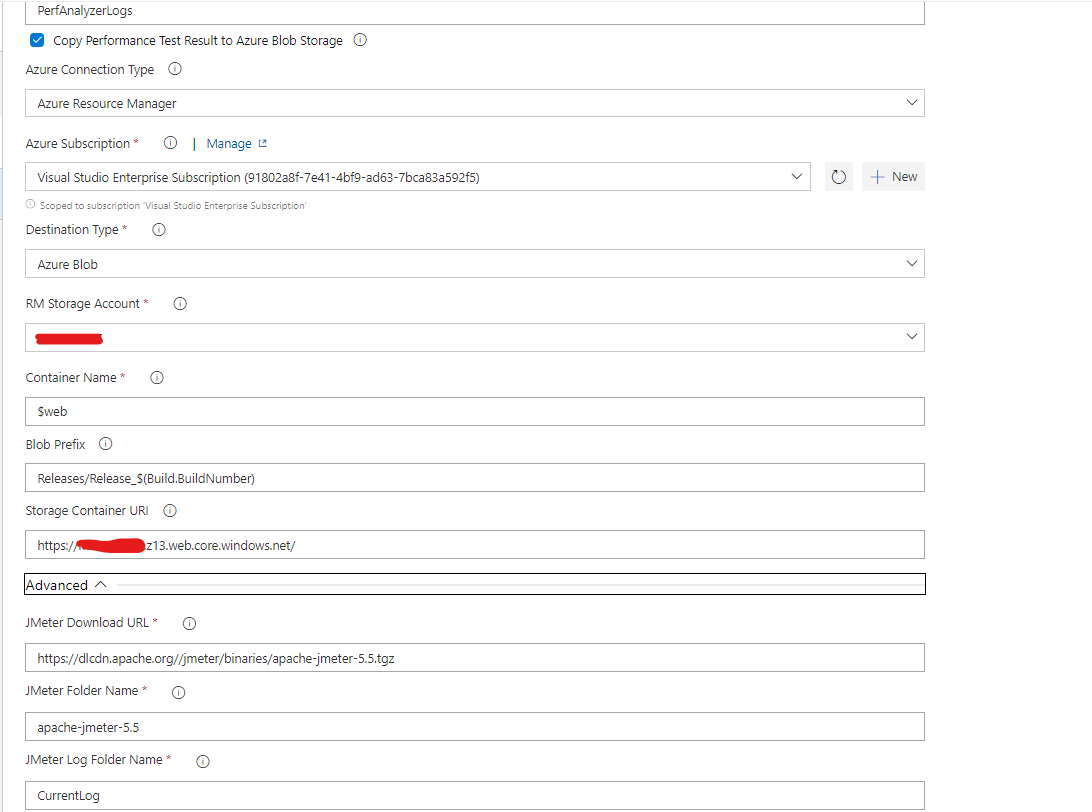 PerfAnalyzerLogs
Copy Performance Test Result to Azure Blob Storage
Azure Connection Type
Azure Resource Manager
Azure Subscription * | Manage
Visual Studio Enterprise Subscription (91802a8f-7e41-4bf9-ad63-7bca83a592f5)
New
Scoped to subscription 'Visual Studio Enterprise Subscription'
Destination Type *
Azure Blob
RM Storage Account *
Container Name *
$web
Blob Prefix
Releases/Release_$(Build.BuildNumber)
Storage Container URI
https:// z13.web.core.windows.net/
Advanced
JMeter Download URL *
https://dlcdn.apache.org//jmeter/binaries/apache-jmeter-5.5.tgz
JMeter Folder Name *
apache-jmeter-5.5
JMeter Log Folder Name *
CurrentLog